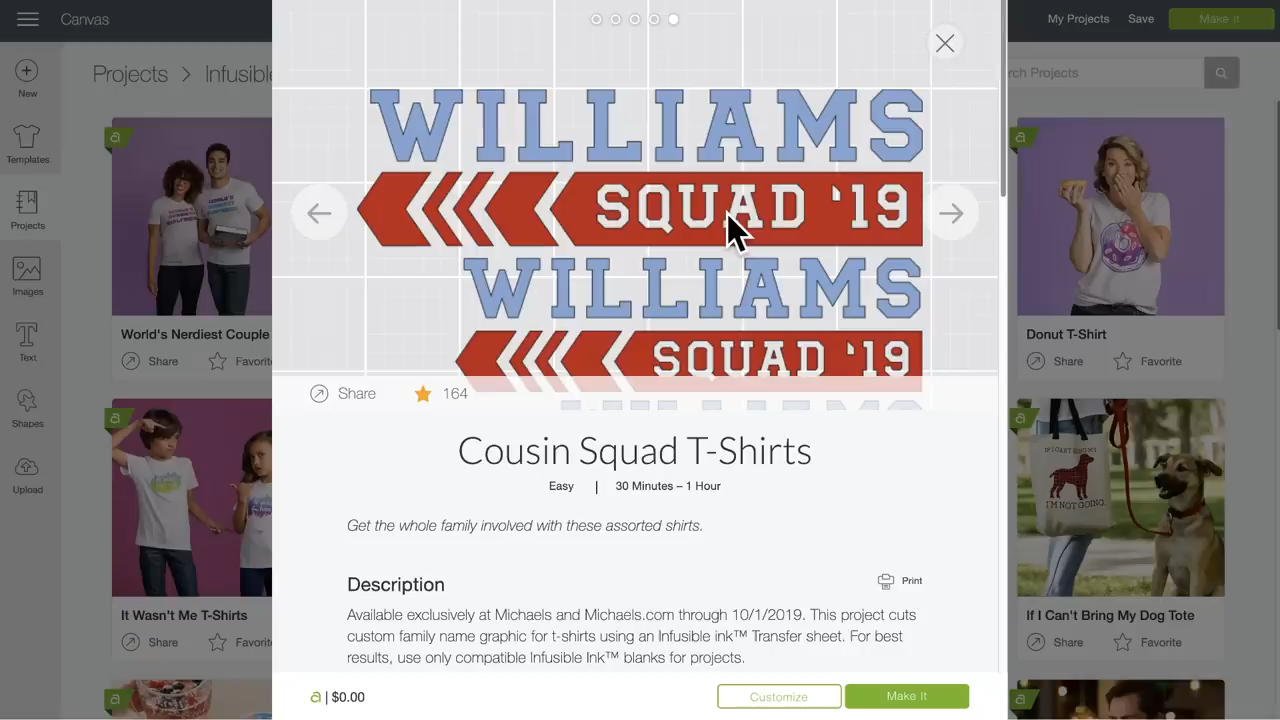 Canvas
My Projects
Save
Make It
Projects > Infusible
rch Projects
New
Templates
Projects
Images
Text
Shapes
Upload
WILLIAMS
SQUAD '19
WILLIAMS
SQUAD '19
Share
164
Cousin Squad T-Shirts
Easy | 30 Minutes – 1 Hour
Get the whole family involved with these assorted shirts.
Description
Print
Available exclusively at Michaels and Michaels.com through 10/1/2019. This project cuts
custom family name graphic for t-shirts using an Infusible ink™ Transfer sheet. For best
results, use only compatible Infusible Ink™ blanks for projects.
a | $0.00
Customize
Make It
World's Nerdiest Couple
Share
Favorit
Donut T-Shirt
Share
Favorite
It Wasn't Me T-Shirts
Share
Favorit
IF I CAN'T BRING MY DOG
I'M NOT GOING.
If I Can't Bring My Dog Tote
Share
Favorite